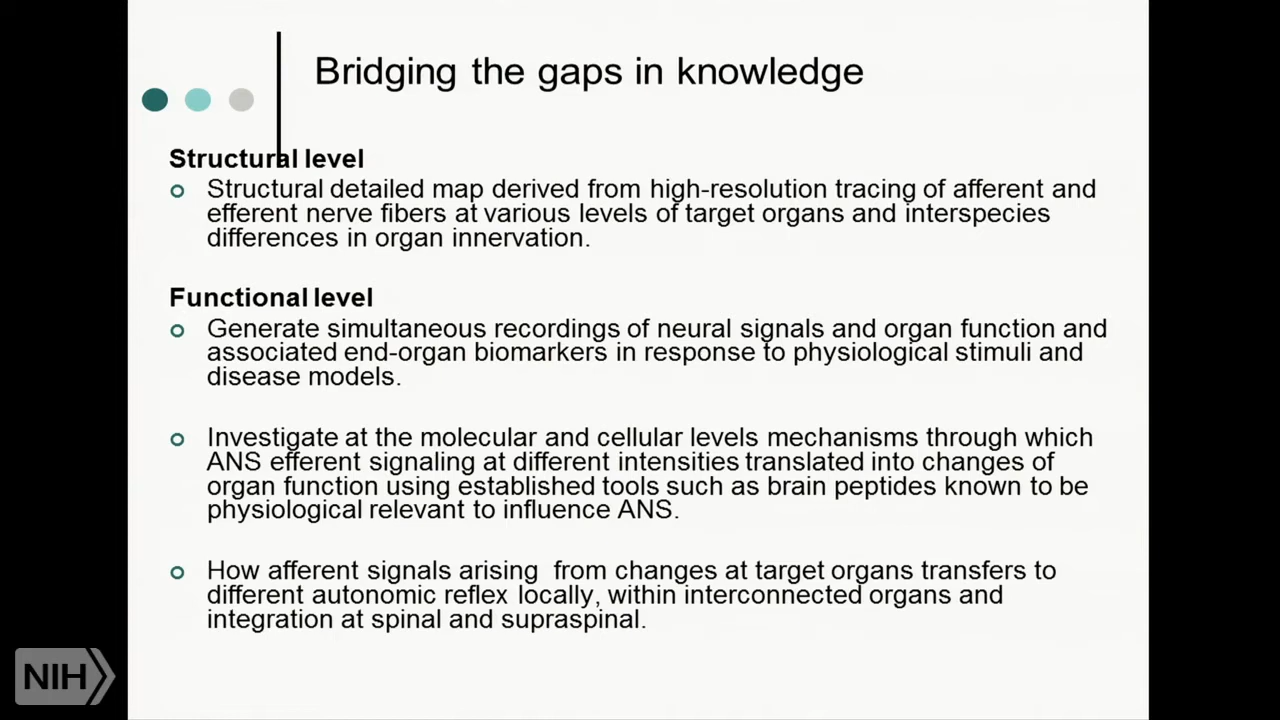 Bridging the gaps in knowledge
Structural level
Structural detailed map derived from high-resolution tracing of afferent and
efferent nerve fibers at various levels of target organs and interspecies
differences in organ innervation.
Functional level
Generate simultaneous recordings of neural signals and organ function and
associated end-organ biomarkers in response to physiological stimuli and
disease models.
Investigate at the molecular and cellular levels mechanisms through which
ANS efferent signaling at different intensities translated into changes of
organ function using established tools such as brain peptides known to be
physiological relevant to influence ANS.
How afferent signals arising  from changes at target organs transfers to
different autonomic reflex locally, within interconnected organs and
integration at spinal and supraspinal.
NIH